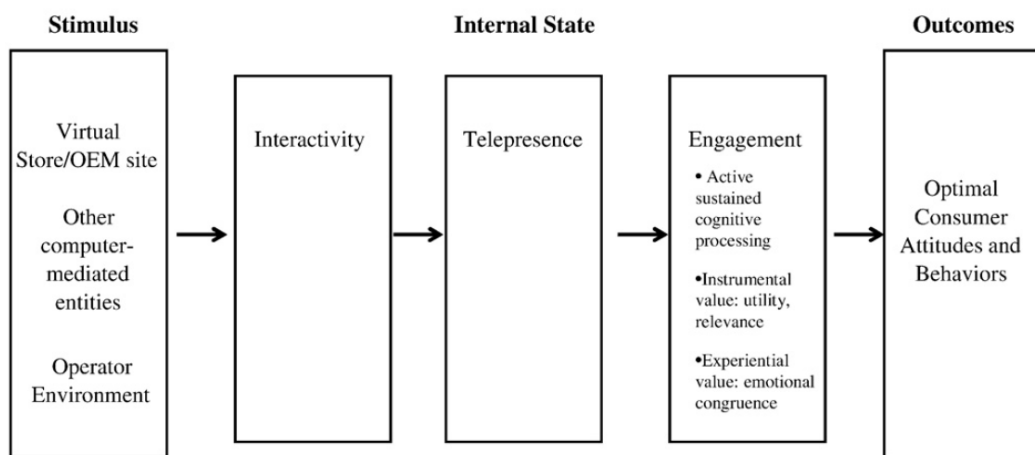 Stimulus
Internal State
Outcomes
Virtual
Store/OEM site
Other
computer-
mediated
entities
Operator
Environment
Interactivity
Telepresence
Engagement
• Active
sustained
cognitive
processing
•Instrumental
value: utility,
relevance
•Experiential
value: emotional
congruence
Optimal
Consumer
Attitudes and
Behaviors